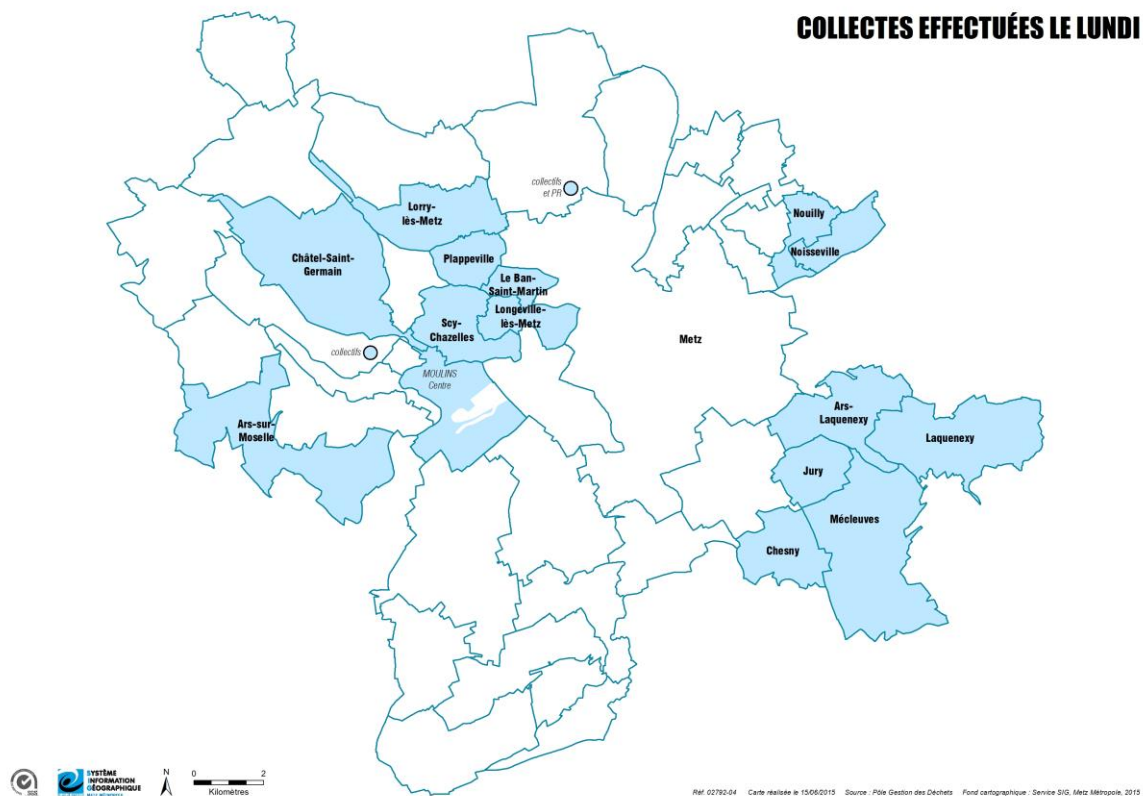 COLLECTES EFFECTUÉES LE LUNDI
collectifs
et PR
Lorry-
lès-Metz
Nouilly
Noisseville
Châtel-Saint-
Germain
Plappeville
Le Ban-
Saint-Martin
Longeville-
lès-Metz
Scy-
Chazelles
Metz
collectifs
MOULINS
Centre
Ars-sur-
Moselle
Ars-
Laquenexy
Laquenexy
Jury
Mécleuves
Chesny
SYSTÈME
INFORMATION
GÉOGRAPHIQUE
METZ MÉTROPOLE
N
0 2
Kilomètres
Réf. 02792-04 Carte réalisée le 15/06/2015 Source : Pôle Gestion des Déchets Fond cartographique : Service SIG, Metz Métropole, 2015